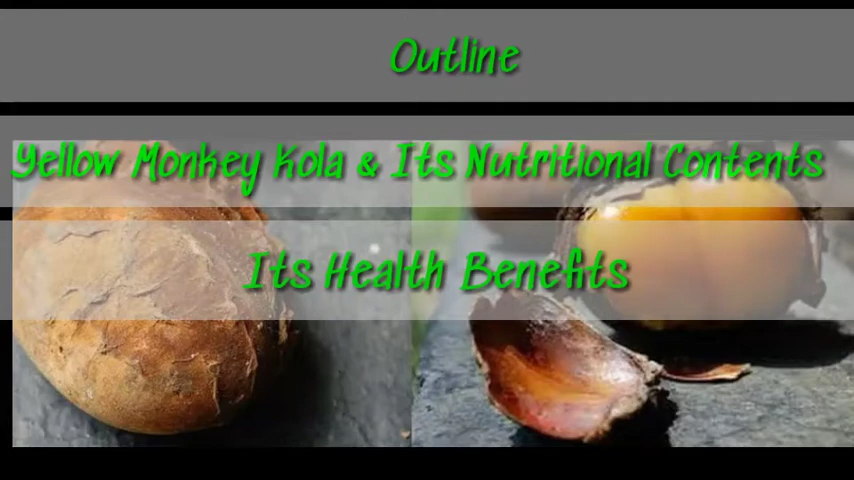 Outline
Yellow Monkey Kola & Its Nutritional Contents
Its Health Benefits